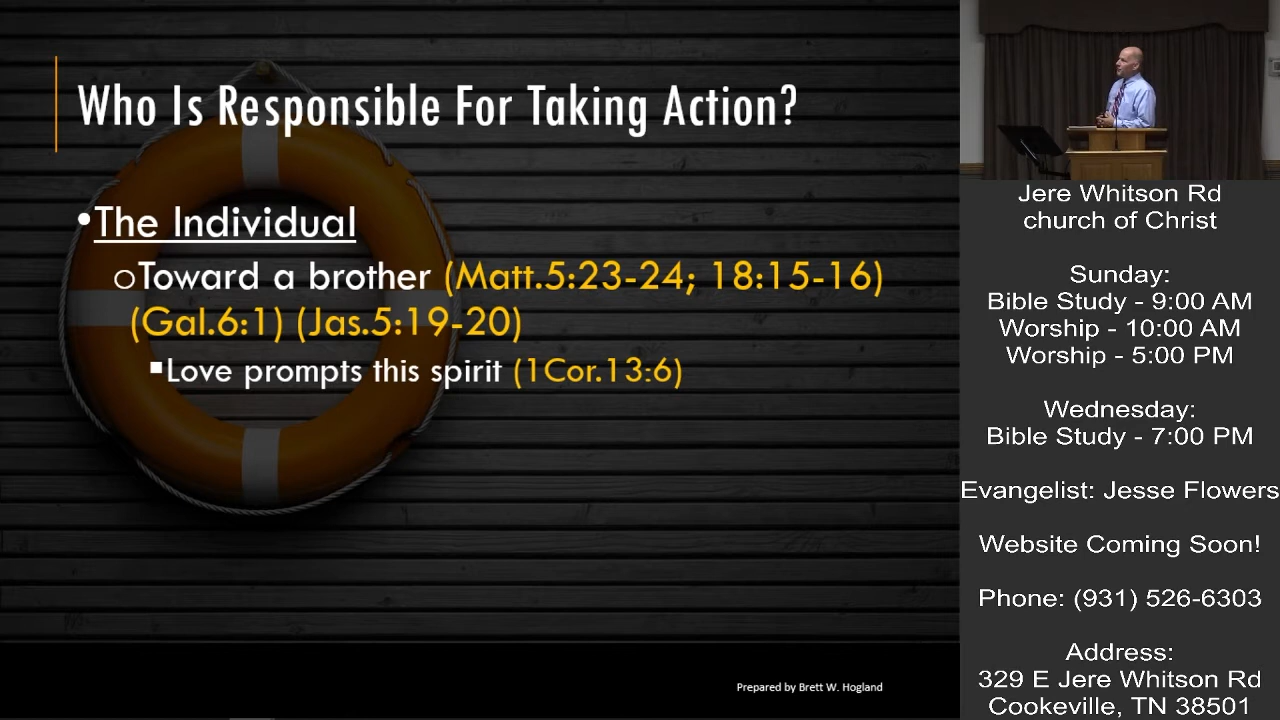 Who Is Responsible For Taking Action?
•The Individual
○Toward a brother (Matt.5:23-24; 18:15-16)
(Gal.6:1) (Jas.5:19-20)
▪Love prompts this spirit (1Cor.13:6)
Prepared by Brett W. Hogland
Jere Whitson Rd
church of Christ
Sunday:
Bible Study - 9:00 AM
Worship - 10:00 AM
Worship - 5:00 PM
Wednesday:
Bible Study - 7:00 PM
Evangelist: Jesse Flowers
Website Coming Soon!
Phone: (931) 526-6303
Address:
329 E Jere Whitson Rd
Cookeville, TN 38501